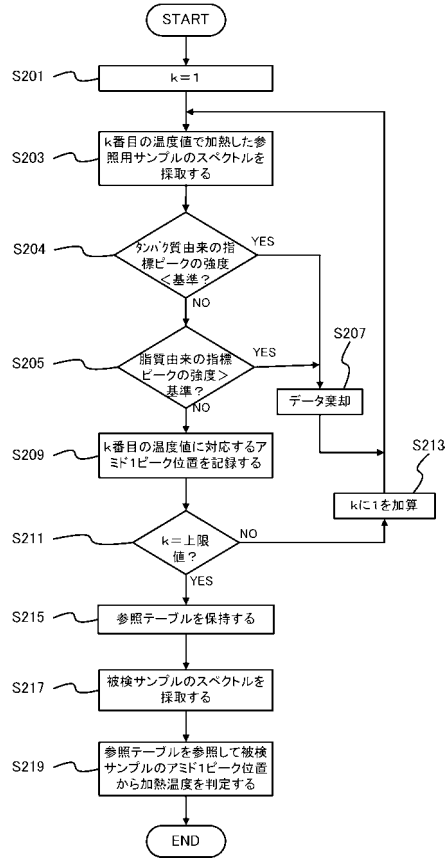 START
S201
k=1
S203
k番目の温度値で加熱した参
照用サンプルのスペクトルを
採取する
S204
タンパク質由来の指
標ピークの強度
<基準？
YES
NO
S205
脂質由来の指標
ピークの強度>
基準？
YES
NO
S207
データ棄却
S209
k番目の温度値に対応するア
ミド1ピーク位置を記録する
S213
kに1を加算
S211
k=上限
値？
NO
YES
S215
参照テーブルを保持する
S217
被検サンプルのスペクトルを
採取する
S219
参照テーブルを参照して被検
サンプルのアミド1ピーク位置
から加熱温度を判定する
END